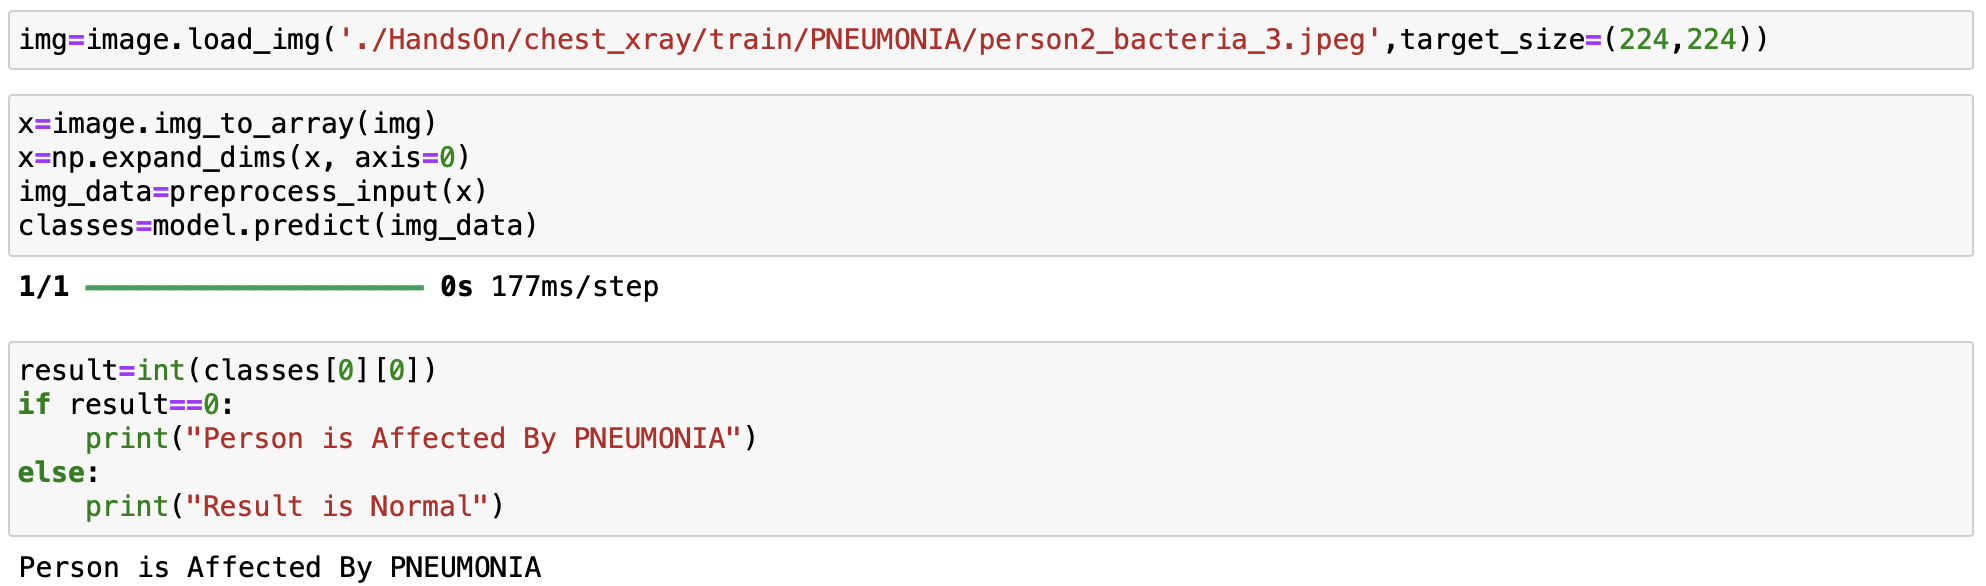 img=image.load_img('./HandsOn/chest_xray/train/PNEUMONIA/person2_bacteria_3.jpeg',target_size=(224,224))
x=image.img_to_array(img)
x=np.expand_dims(x, axis=0)
img_data=preprocess_input(x)
classes=model.predict(img_data)
1/1 ━━━━━━━━━━━━━━━━━━━━ 0s 177ms/step
result=int(classes[0][0])
if result==0:
    print("Person is Affected By PNEUMONIA")
else:
    print("Result is Normal")
Person is Affected By PNEUMONIA